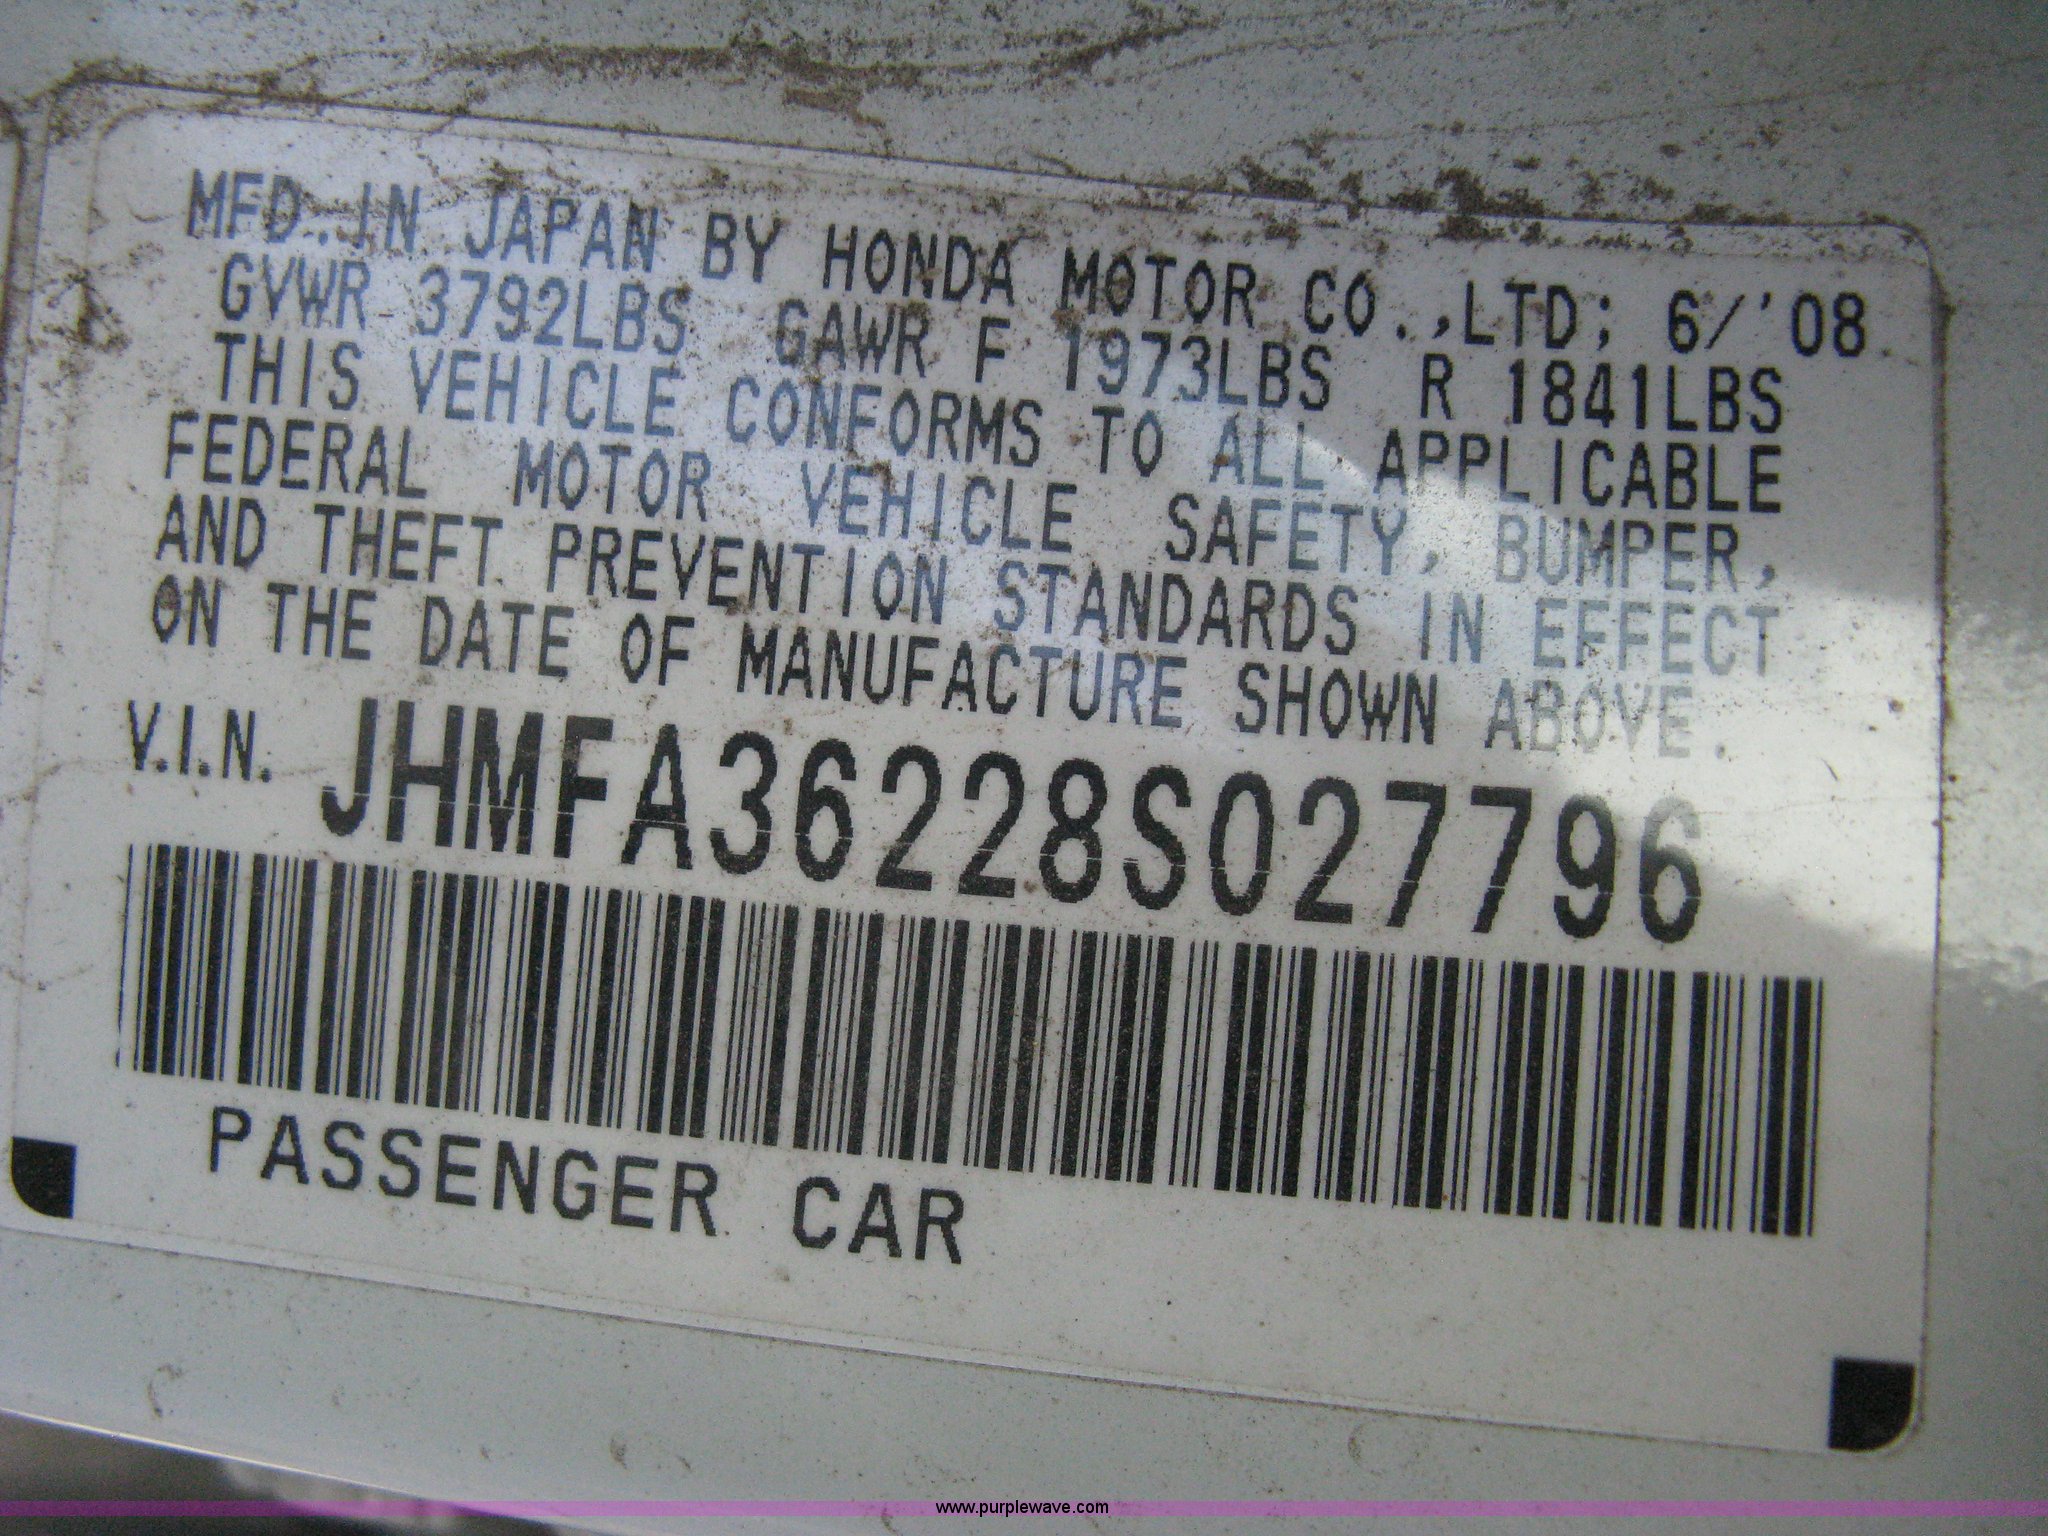 MFD. IN JAPAN BY HONDA MOTOR CO.,LTD; 6/'08
GVWR 3792LBS GAWR F 1973LBS R 1841LBS
THIS VEHICLE CONFORMS TO ALL APPLICABLE
FEDERAL MOTOR VEHICLE SAFETY, BUMPER,
AND THEFT PREVENTION STANDARDS IN EFFECT
ON THE DATE OF MANUFACTURE SHOWN ABOVE.
V.I.N. JHMFA36228S027796
PASSENGER CAR
www.purplewave.com